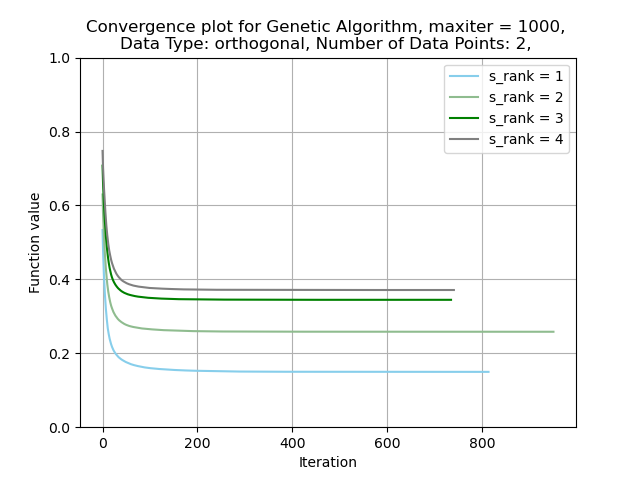 Convergence plot for Genetic Algorithm, maxiter = 1000,
Data Type: orthogonal, Number of Data Points: 2,
1.0
0.8
0.6
0.4
0.2
0.0
Function value
s_rank = 1
s_rank = 2
s_rank = 3
s_rank = 4
0 200 400 600 800
Iteration